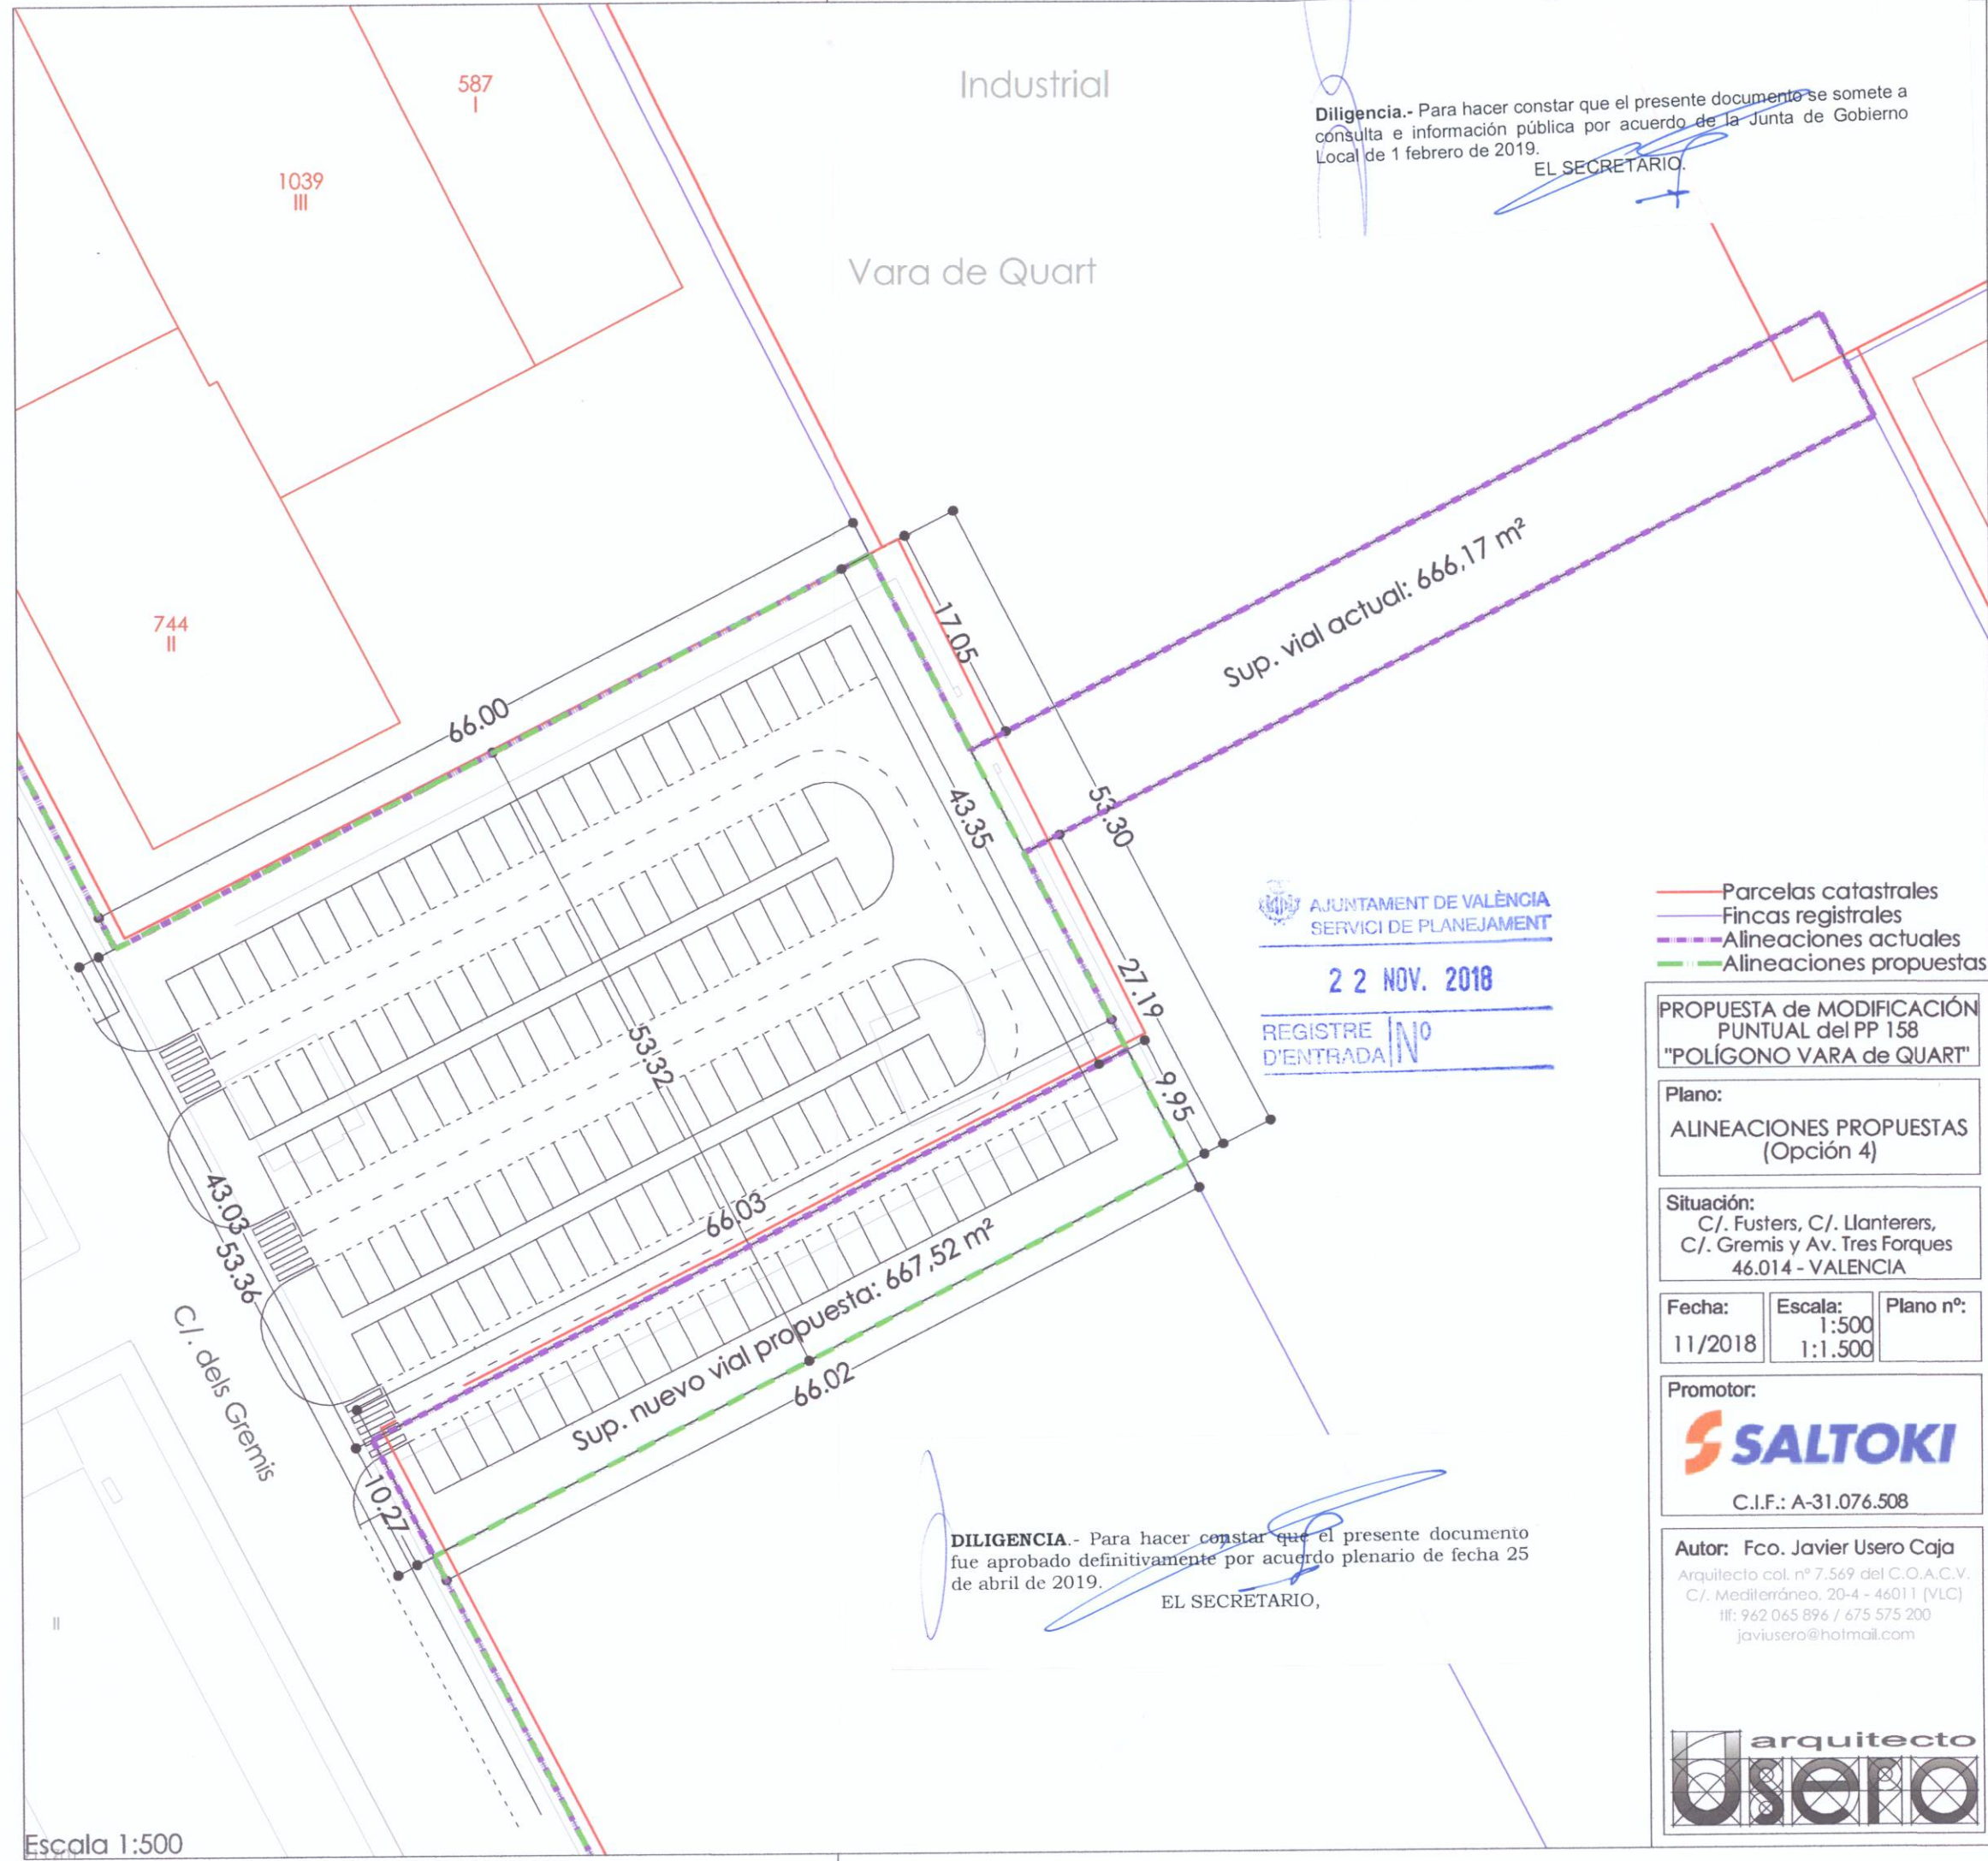 587
I
Industrial
Diligencia.- Para hacer constar que el presente documento se somete a
consulta e información pública por acuerdo de la Junta de Gobierno
Local de 1 febrero de 2019.
EL SECRETARIO.
1039
III
Vara de Quart
744
II
66.00
17.05
Sup. vial actual: 666,17 m²
43.35
53.30
27.19
53.32
9.95
66.03
43.03
53.36
Sup. nuevo vial propuesta: 667,52 m²
66.02
10.27
C/. dels Gremis
II
AJUNTAMENT DE VALÈNCIA
SERVICI DE PLANEJAMENT
22 NOV. 2018
REGISTRE
D'ENTRADA
Nº
Parcelas catastrales
Fincas registrales
Alineaciones actuales
Alineaciones propuestas
PROPUESTA de MODIFICACIÓN
PUNTUAL del PP 158
"POLÍGONO VARA de QUART"
Plano:
ALINEACIONES PROPUESTAS
(Opción 4)
Situación:
C/. Fusters, C/. Llanterers,
C/. Gremis y Av. Tres Forques
46.014 - VALENCIA
Fecha:
11/2018
Escala:
1:500
1:1.500
Plano nº:
Promotor:
SALTOKI
C.I.F.: A-31.076.508
Autor: Fco. Javier Usero Caja
Arquitecto col. nº 7.569 del C.O.A.C.V.
C/. Mediterráneo, 20-4 - 46011 (VLC)
tlf: 962 065 896 / 675 575 200
javiusero@hotmail.com
arquitecto
Usero
DILIGENCIA.- Para hacer constar que el presente documento
fue aprobado definitivamente por acuerdo plenario de fecha 25
de abril de 2019.
EL SECRETARIO,
Escala 1:500